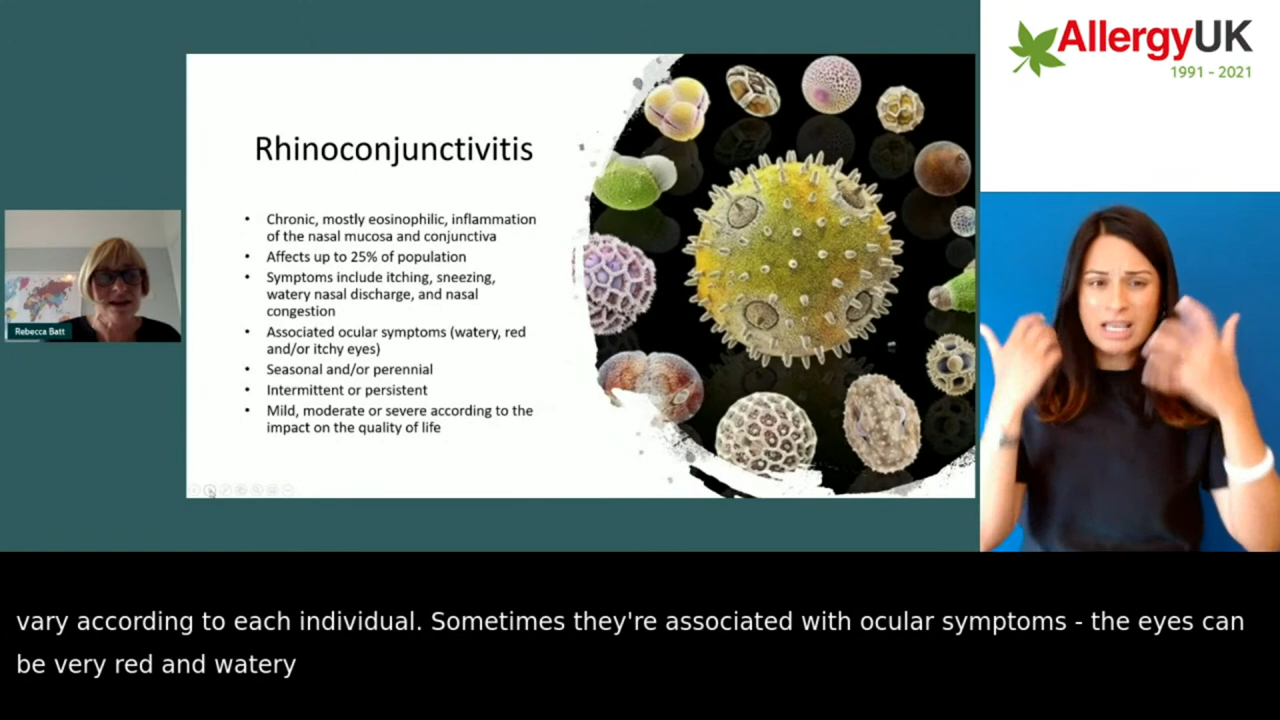 AllergyUK
1991 - 2021
Rhinoconjunctivitis
• Chronic, mostly eosinophilic, inflammation
of the nasal mucosa and conjunctiva
• Affects up to 25% of population
• Symptoms include itching, sneezing,
watery nasal discharge, and nasal
congestion
• Associated ocular symptoms (watery, red
and/or itchy eyes)
• Seasonal and/or perennial
• Intermittent or persistent
• Mild, moderate or severe according to the
impact on the quality of life
Rebecca Batt
vary according to each individual. Sometimes they're associated with ocular symptoms - the eyes can
be very red and watery